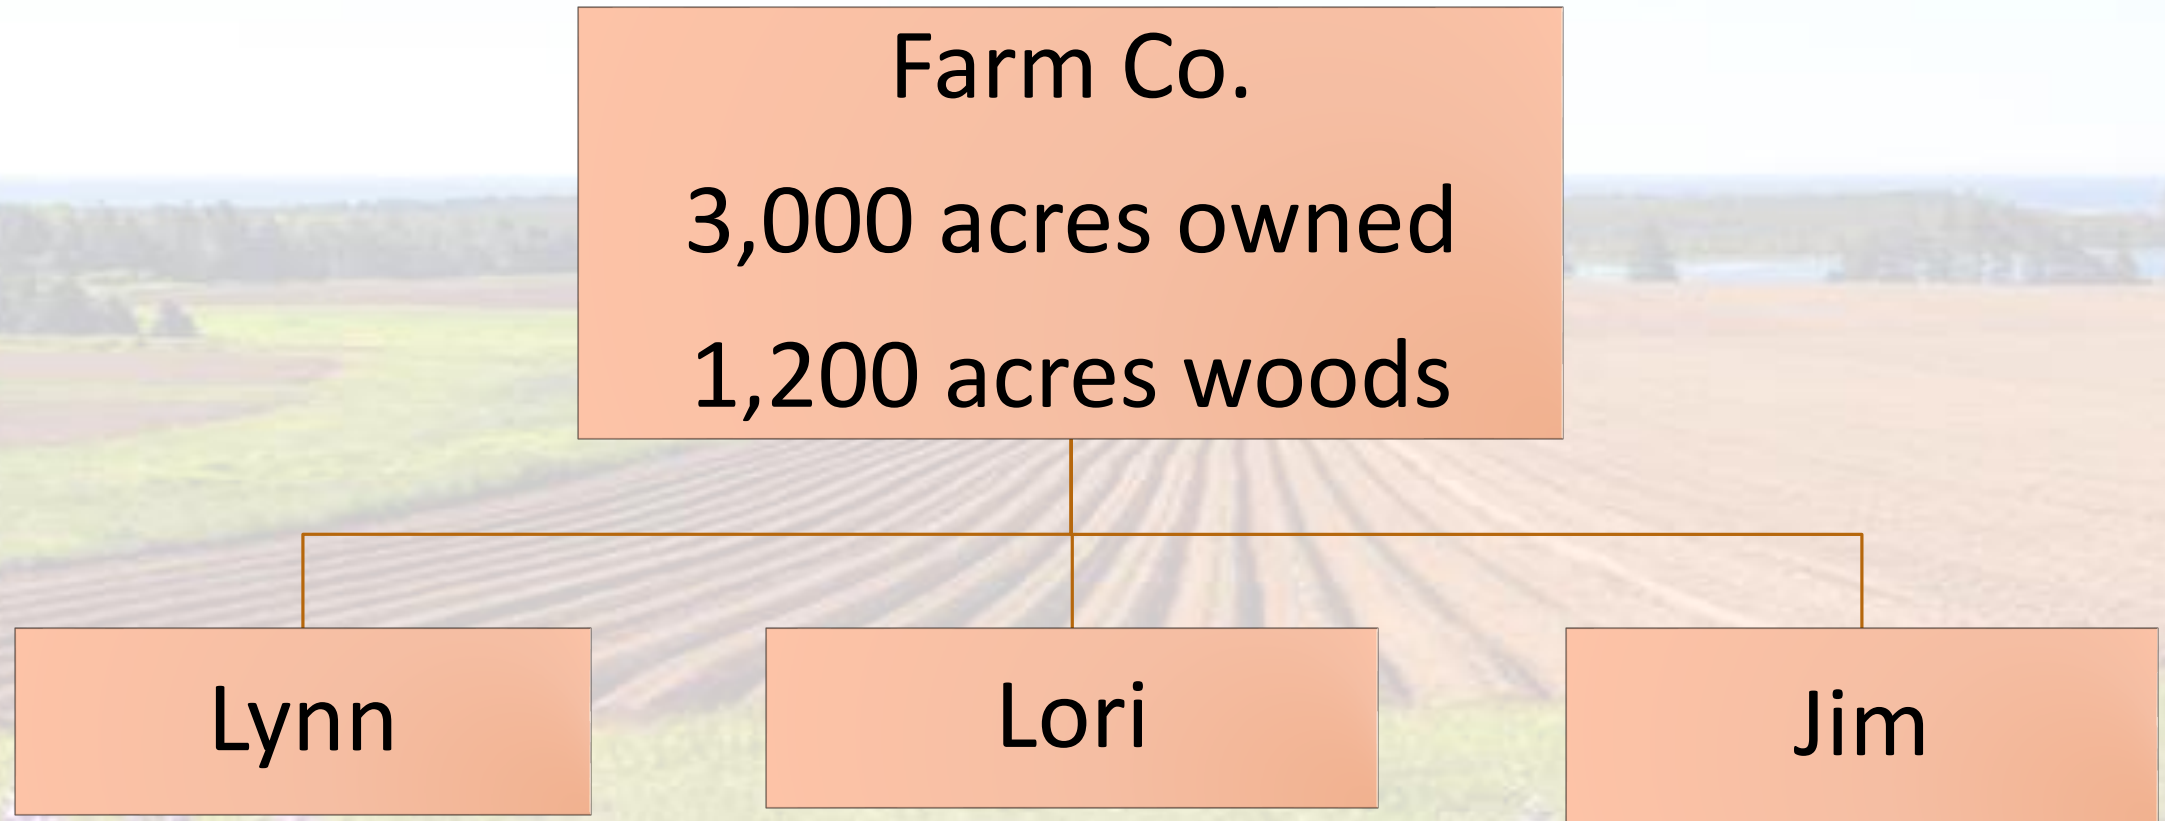 Farm Co.
3,000 acres owned
1,200 acres woods
Lynn
Lori
Jim